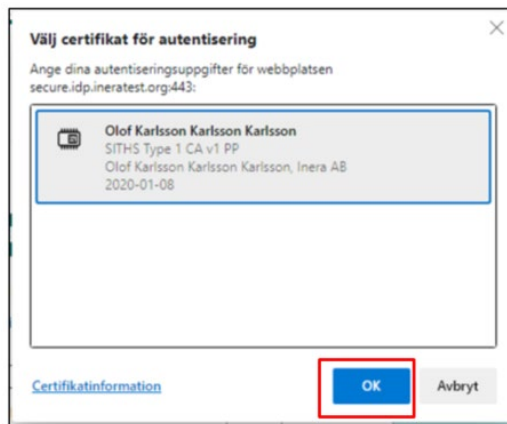 Välj certifikat för autentisering
Ange dina autentiseringsuppgifter för webbplatsen
secure.idp.ineratest.org:443:
Olof Karlsson Karlsson Karlsson
SITHS Type 1 CA v1 PP
Olof Karlsson Karlsson Karlsson, Inera AB
2020-01-08
Certifikatinformation
OK
Avbryt